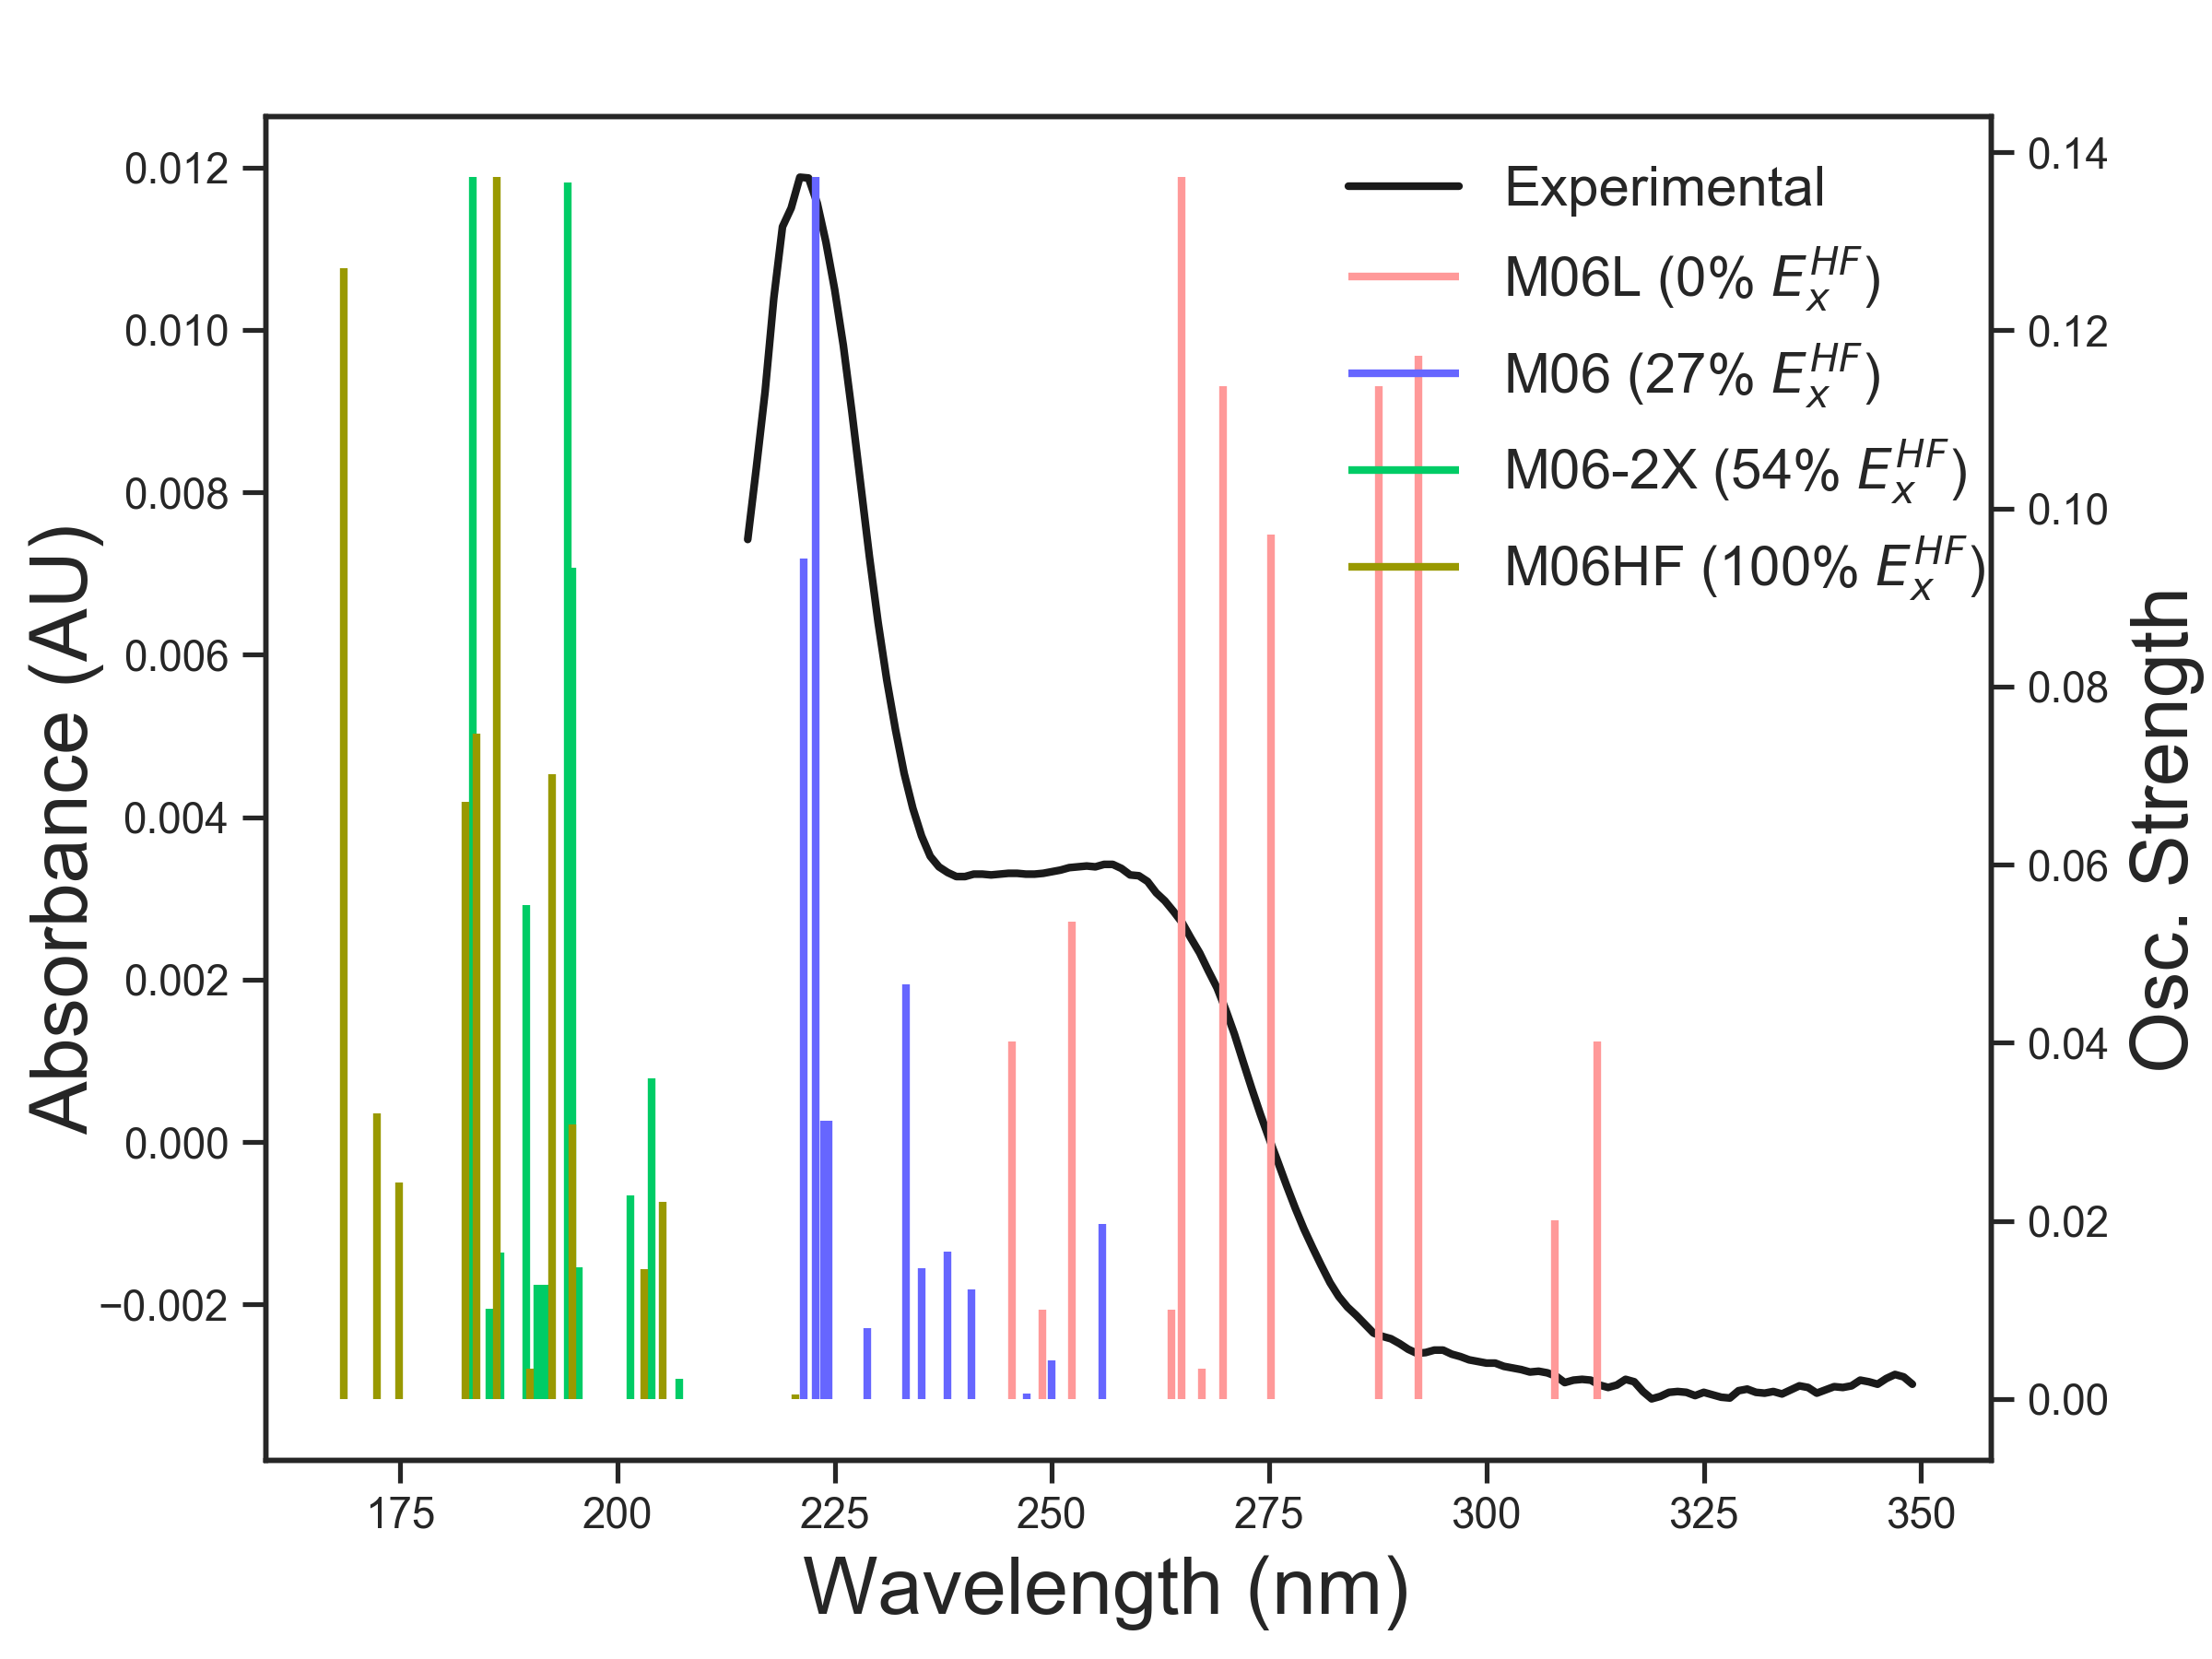 Experimental
M06L (0% E_x^{HF})
M06 (27% E_x^{HF})
M06-2X (54% E_x^{HF})
M06HF (100% E_x^{HF})
Absorbance (AU)
0.012
0.010
0.008
0.006
0.004
0.002
0.000
−0.002
0.14
0.12
0.10
0.08
0.06
0.04
0.02
0.00
Osc. Strength
175 200 225 250 275 300 325 350
Wavelength (nm)